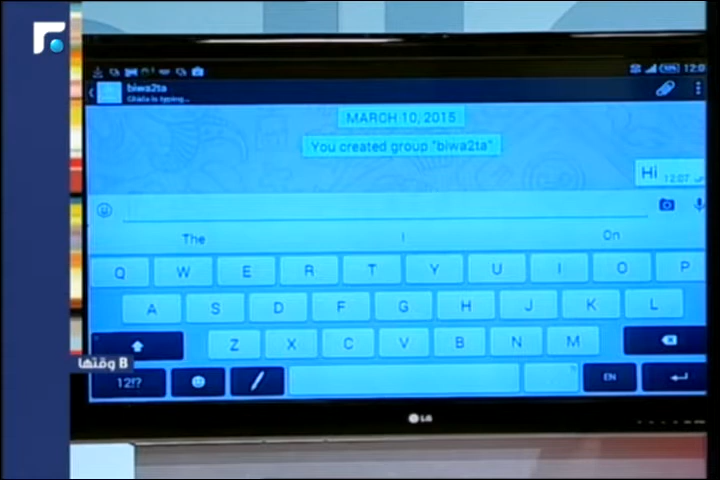 12:0
biwa2ta
Ghada is typing...
MARCH 10, 2015
You created group "biwa2ta"
Hi 12:07
The I On
Q W E R T Y U I O P
A S D F G H J K L
Z X C V B N M
B وقتها
12!? EN
LG